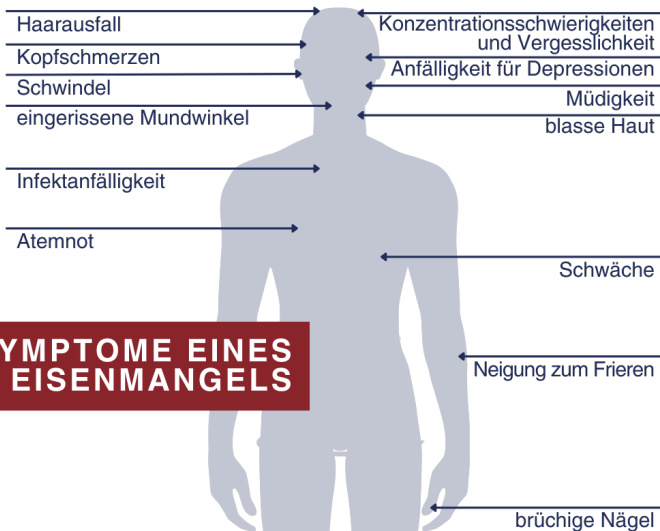 Haarausfall
Kopfschmerzen
Schwindel
eingerissene Mundwinkel
Infektanfälligkeit
Atemnot
YMPTOME EINES
EISENMANGELS
Konzentrationsschwierigkeiten
und Vergesslichkeit
Anfälligkeit für Depressionen
Müdigkeit
blasse Haut
Schwäche
Neigung zum Frieren
brüchige Nägel